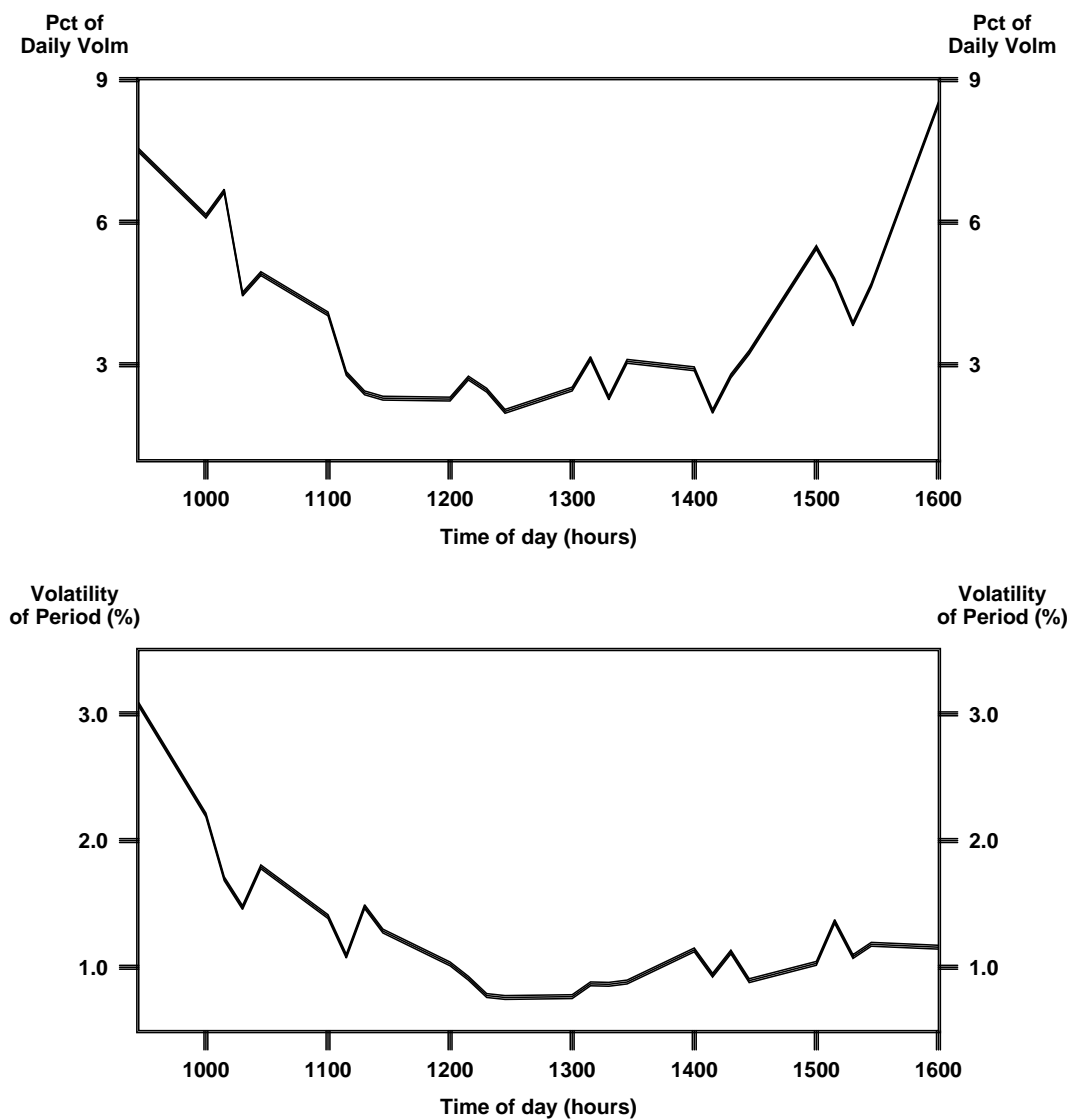 Pct of
Daily Volm
Pct of
Daily Volm
9
9
6
6
3
3
1000 1100 1200 1300 1400 1500 1600
Time of day (hours)
Volatility
of Period (%)
Volatility
of Period (%)
3.0
3.0
2.0
2.0
1.0
1.0
1000 1100 1200 1300 1400 1500 1600
Time of day (hours)